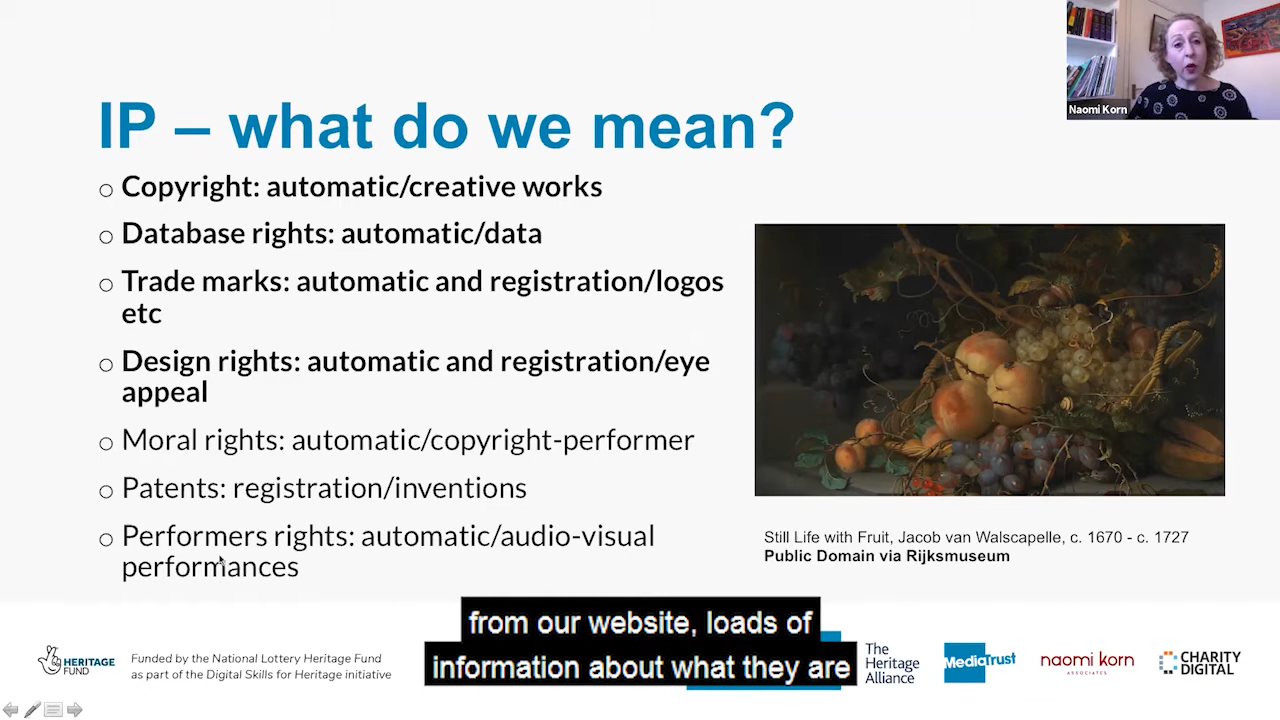 Naomi Korn
IP – what do we mean?
Copyright: automatic/creative works
Database rights: automatic/data
Trade marks: automatic and registration/logos
etc
Design rights: automatic and registration/eye
appeal
Moral rights: automatic/copyright-performer
Patents: registration/inventions
Performers rights: automatic/audio-visual
performances
Still Life with Fruit, Jacob van Walscapelle, c. 1670 - c. 1727
Public Domain via Rijksmuseum
from our website, loads of
information about what they are
HERITAGE
FUND
Funded by the National Lottery Heritage Fund
as part of the Digital Skills for Heritage initiative
The
Heritage
Alliance
MediaTrust
naomi korn
ASSOCIATES
CHARITY
DIGITAL